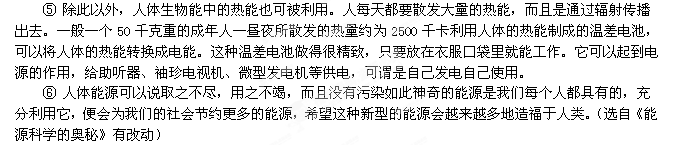 ⑤ 除此以外，人体生物能中的热能也可被利用。人每天都要散发大量的热能，而且是通过辐射传播
出去。一般一个 50 千克重的成年人一昼夜所散发的热量约为 2500 千卡利用人体的热能制成的温差电池，
可以将人体的热能转换成电能。这种温差电池做得很精致，只要放在衣服口袋里就能工作。它可以起到电
源的作用，给助听器、袖珍电视机、微型发电机等供电，可谓是自己发电自己使用。
⑥ 人体能源可以说取之不尽，用之不竭，而且没有污染如此神奇的能源是我们每个人都具有的，充
分利用它，便会为我们的社会节约更多的能源，希望这种新型的能源会越来越多地造福于人类。（选自《能
源科学的奥秘》有改动）